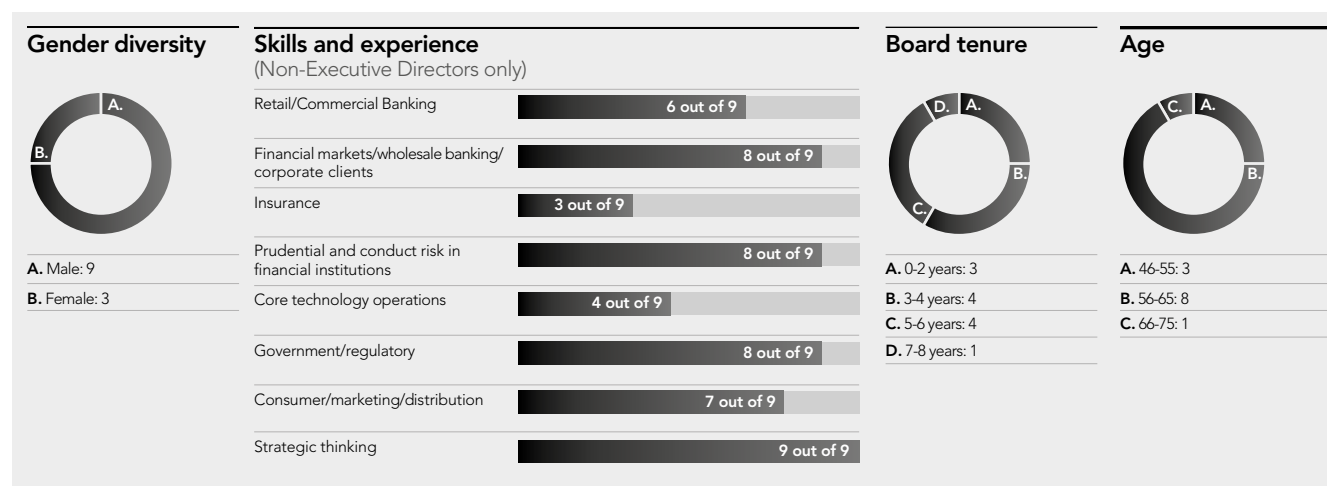 Gender diversity
A.
B.
A. Male: 9
B. Female: 3
Skills and experience
(Non-Executive Directors only)
Retail/Commercial Banking
6 out of 9
Financial markets/wholesale banking/
corporate clients
8 out of 9
Insurance
3 out of 9
Prudential and conduct risk in
financial institutions
8 out of 9
Core technology operations
4 out of 9
Government/regulatory
8 out of 9
Consumer/marketing/distribution
7 out of 9
Strategic thinking
9 out of 9
Board tenure
D.
A.
B.
C.
A. 0-2 years: 3
B. 3-4 years: 4
C. 5-6 years: 4
D. 7-8 years: 1
Age
C.
A.
B.
A. 46-55: 3
B. 56-65: 8
C. 66-75: 1